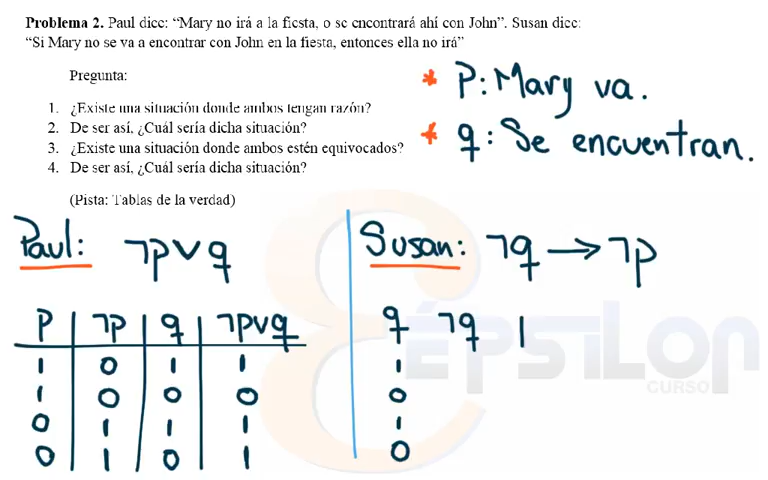 Problema 2. Paul dice: “Mary no irá a la fiesta, o se encontrará ahí con John”. Susan dice:
“Si Mary no se va a encontrar con John en la fiesta, entonces ella no irá”
Pregunta:
1. ¿Existe una situación donde ambos tengan razón?
2. De ser así, ¿Cuál sería dicha situación?
3. ¿Existe una situación donde ambos estén equivocados?
4. De ser así, ¿Cuál sería dicha situación?
(Pista: Tablas de la verdad)
* P: Mary va.
* q: Se encuentran.
Paul: ¬p∨q
P | ¬p | q | ¬p∨q
1 | 0 | 1 | 1
1 | 0 | 0 | 0
0 | 1 | 1 | 1
0 | 1 | 0 | 1
Susan: ¬q → ¬p
q ¬q |
1
0
1
0
ÉPSILON
CURSO